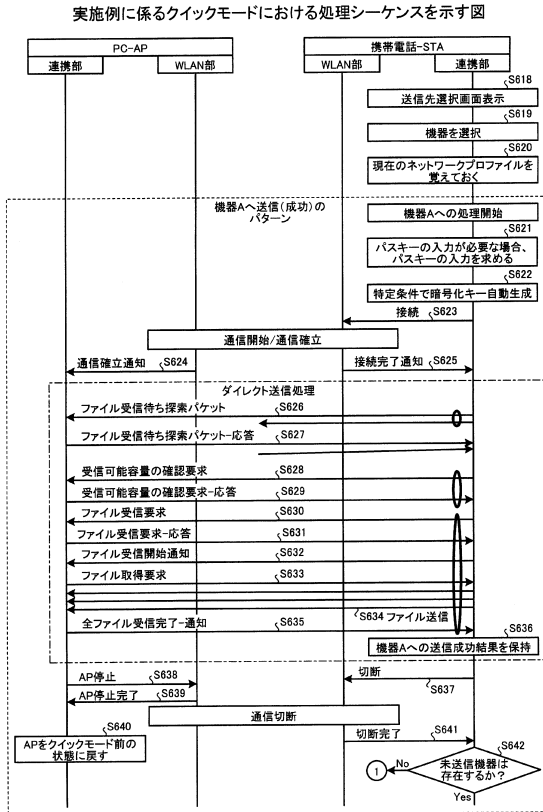 実施例に係るクイックモードにおける処理シーケンスを示す図
PC-AP
携帯電話-STA
連携部
WLAN部
WLAN部
連携部
S618
送信先選択画面表示
S619
機器を選択
S620
現在のネットワークプロファイルを
覚えておく
機器Aへ送信(成功)の
パターン
機器Aへの処理開始
S621
パスキーの入力が必要な場合、
パスキーの入力を求める
S622
特定条件で暗号化キー自動生成
接続
S623
通信開始/通信確立
通信確立通知
S624
接続完了通知
S625
ダイレクト送信処理
ファイル受信待ち探索パケット
S626
ファイル受信待ち探索パケット-応答
S627
受信可能容量の確認要求
S628
受信可能容量の確認要求-応答
S629
ファイル受信要求
S630
ファイル受信要求-応答
S631
ファイル受信開始通知
S632
ファイル取得要求
S633
S634 ファイル送信
全ファイル受信完了-通知
S635
S636
機器Aへの送信成功結果を保持
AP停止
S638
切断
S637
AP停止完了
S639
通信切断
S640
APをクイックモード前の
状態に戻す
切断完了
S641
S642
未送信機器は
存在するか?
No
1
Yes